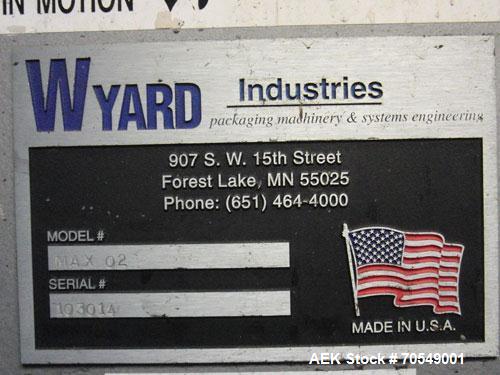 IN MOTION
WYARD Industries
packaging machinery & systems engineering
907 S. W. 15th Street
Forest Lake, MN 55025
Phone: (651) 464-4000
MODEL #
MAX 02
SERIAL #
10301A
MADE IN U.S.A.
AEK Stock # 70549001